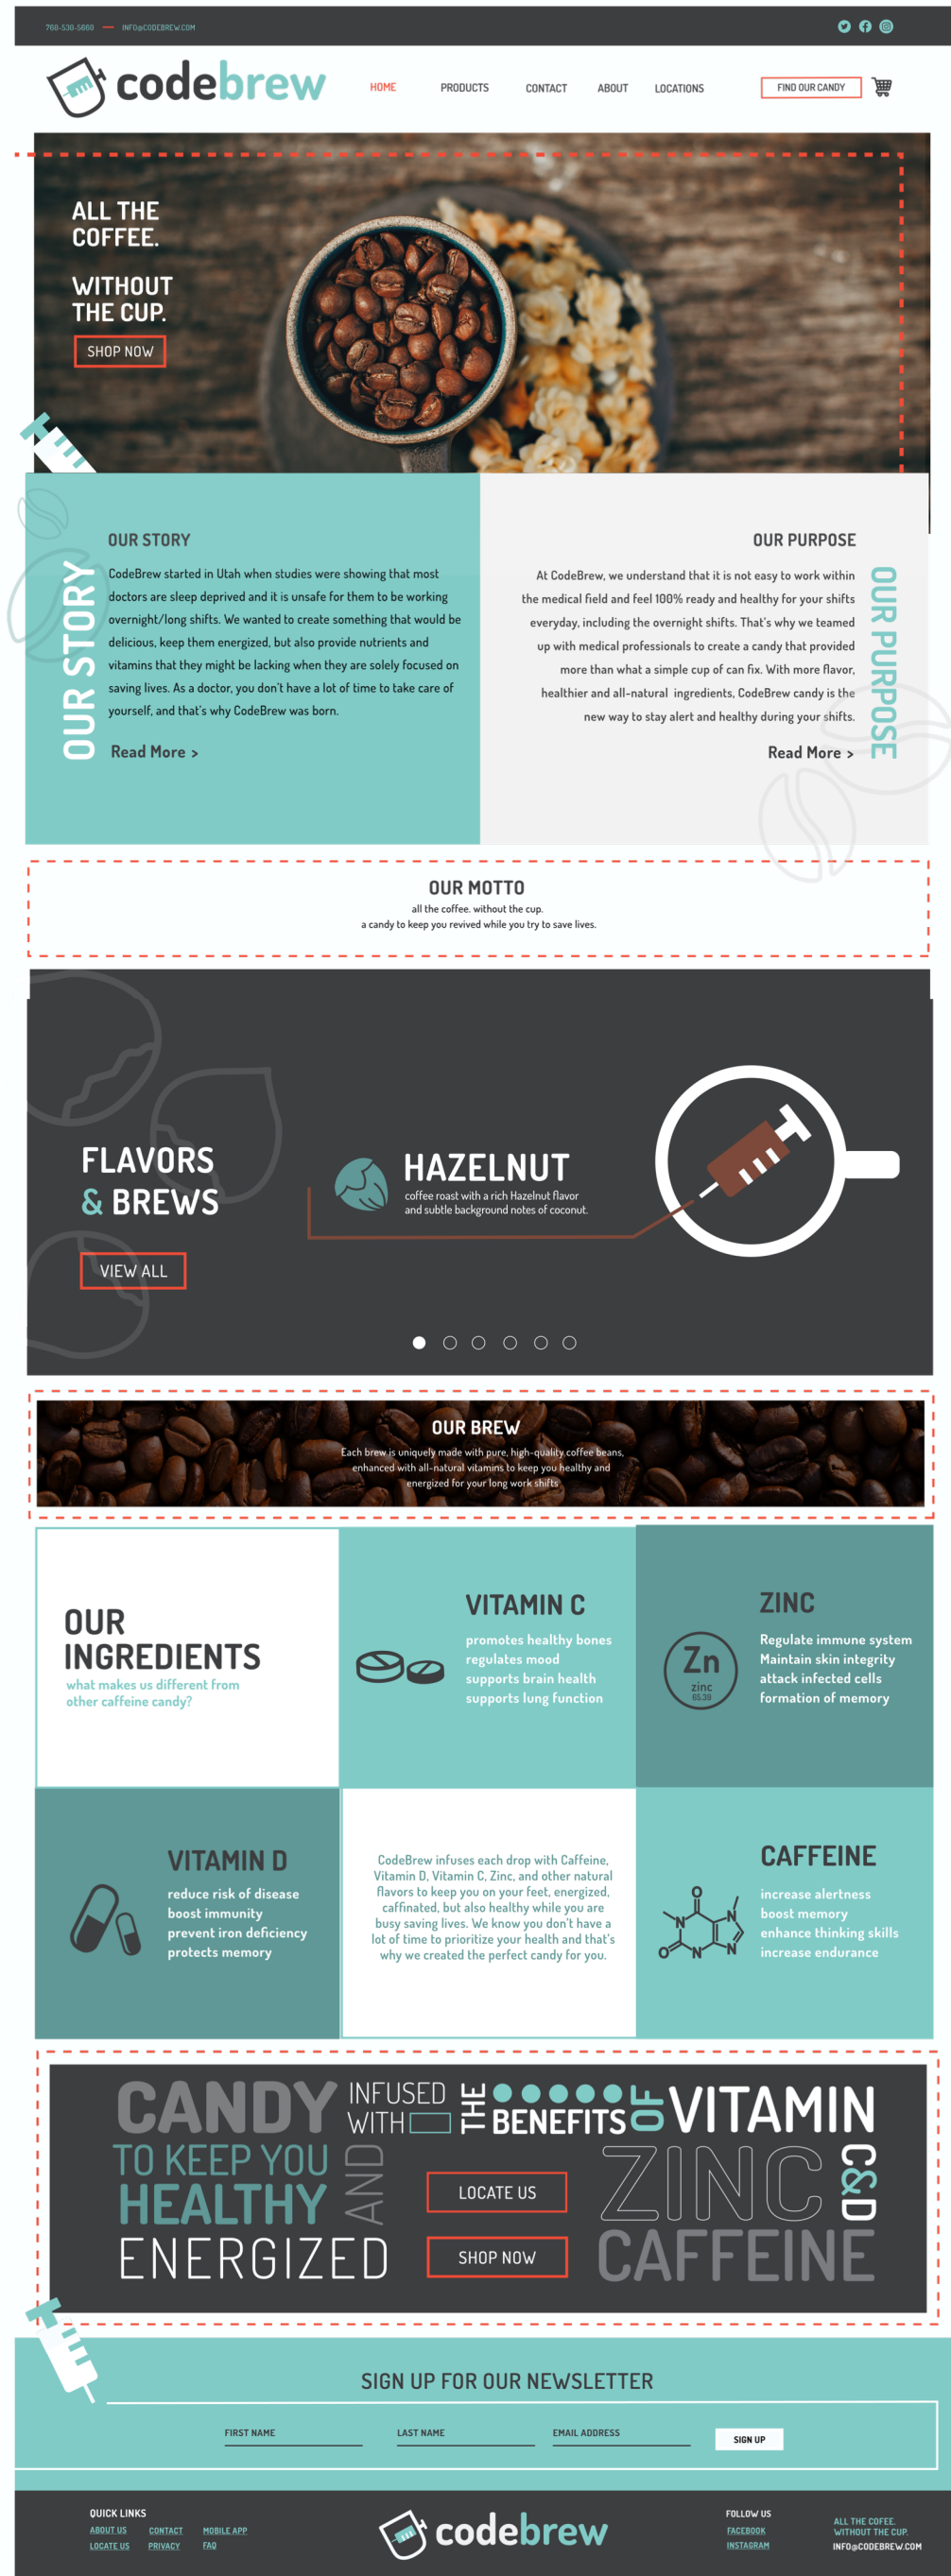 760-530-5660 — INFO@CODEBREW.COM
codebrew
HOME PRODUCTS CONTACT ABOUT LOCATIONS FIND OUR CANDY
ALL THE
COFFEE.
WITHOUT
THE CUP.
SHOP NOW
OUR STORY
OUR STORY
CodeBrew started in Utah when studies were showing that most
doctors are sleep deprived and it is unsafe for them to be working
overnight/long shifts. We wanted to create something that would be
delicious, keep them energized, but also provide nutrients and
vitamins that they might be lacking when they are solely focused on
saving lives. As a doctor, you don't have a lot of time to take care of
yourself, and that's why CodeBrew was born.
Read More >
OUR PURPOSE
At CodeBrew, we understand that it is not easy to work within
the medical field and feel 100% ready and healthy for your shifts
everyday, including the overnight shifts. That's why we teamed
up with medical professionals to create a candy that provided
more than what a simple cup of can fix. With more flavor,
healthier and all-natural ingredients, CodeBrew candy is the
new way to stay alert and healthy during your shifts.
Read More >
OUR PURPOSE
OUR MOTTO
all the coffee. without the cup.
a candy to keep you revived while you try to save lives.
FLAVORS
& BREWS
VIEW ALL
HAZELNUT
coffee roast with a rich Hazelnut flavor
and subtle background notes of coconut.
OUR BREW
Each brew is uniquely made with pure, high-quality coffee beans,
enhanced with all-natural vitamins to keep you healthy and
energized for your long work shifts
OUR
INGREDIENTS
what makes us different from
other caffeine candy?
VITAMIN C
promotes healthy bones
regulates mood
supports brain health
supports lung function
Zn
zinc
65.39
ZINC
Regulate immune system
Maintain skin integrity
attack infected cells
formation of memory
VITAMIN D
reduce risk of disease
boost immunity
prevent iron deficiency
protects memory
CodeBrew infuses each drop with Caffeine,
Vitamin D, Vitamin C, Zinc, and other natural
flavors to keep you on your feet, energized,
caffinated, but also healthy while you are
busy saving lives. We know you don't have a
lot of time to prioritize your health and that's
why we created the perfect candy for you.
N N N N O O
CAFFEINE
increase alertness
boost memory
enhance thinking skills
increase endurance
CANDY INFUSED
WITH THE BENEFITS OF VITAMIN
C&D
TO KEEP YOU
HEALTHY AND
ENERGIZED
LOCATE US
SHOP NOW
ZINC
CAFFEINE
SIGN UP FOR OUR NEWSLETTER
FIRST NAME LAST NAME EMAIL ADDRESS SIGN UP
QUICK LINKS
ABOUT US CONTACT MOBILE APP
LOCATE US PRIVACY FAQ
codebrew
FOLLOW US
FACEBOOK
INSTAGRAM
ALL THE COFEE.
WITHOUT THE CUP.
INFO@CODEBREW.COM